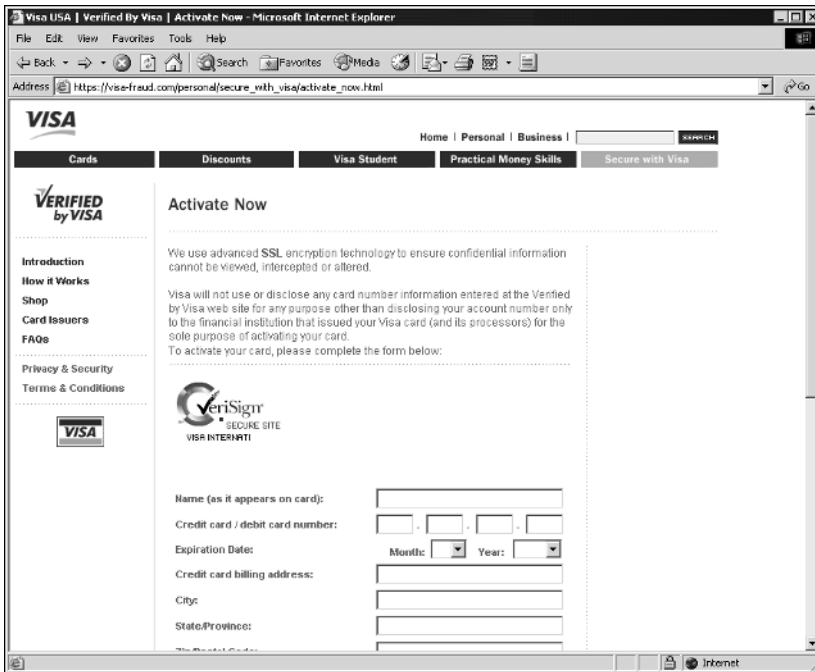 Visa USA | Verified By Visa | Activate Now - Microsoft Internet Explorer
File Edit View Favorites Tools Help
Back Search Favorites Media
Address https://visa-fraud.com/personal/secure_with_visa/activate_now.html Go
VISA
Home | Personal | Business | SEARCH
Cards Discounts Visa Student Practical Money Skills Secure with Visa
VERIFIED
by VISA
Activate Now
Introduction
How it Works
Shop
Card Issuers
FAQs
Privacy & Security
Terms & Conditions
VISA
We use advanced SSL encryption technology to ensure confidential information
cannot be viewed, intercepted or altered.
Visa will not use or disclose any card number information entered at the Verified
by Visa web site for any purpose other than disclosing your account number only
to the financial institution that issued your Visa card (and its processors) for the
sole purpose of activating your card.
To activate your card, please complete the form below:
VeriSign
SECURE SITE
VISA INTERNATI
Name (as it appears on card):
Credit card / debit card number: - - -
Expiration Date: Month: Year:
Credit card billing address:
City:
State/Province:
Zip/Postal Code:
Internet